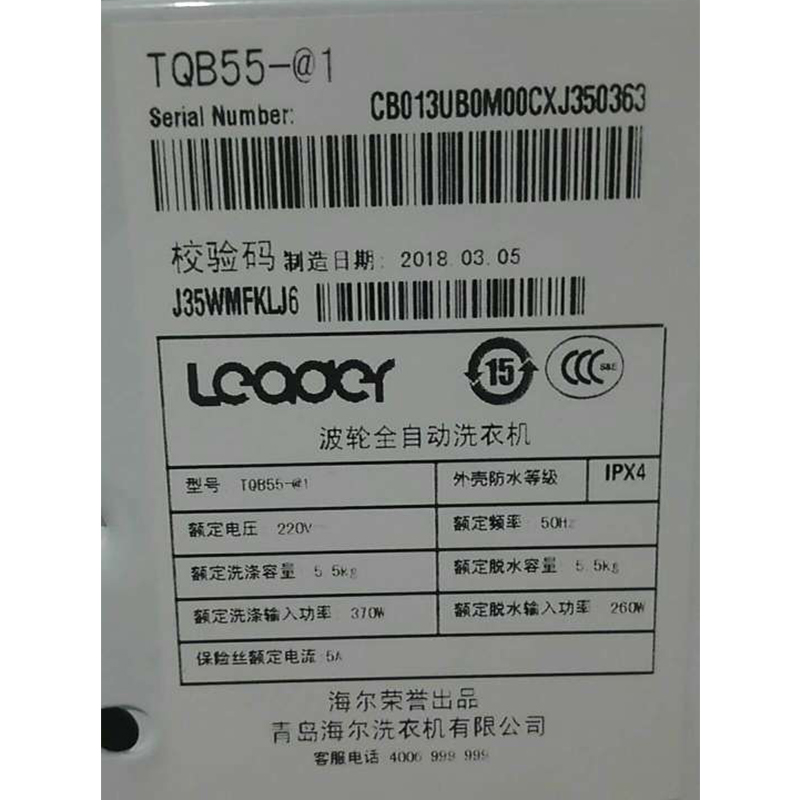 TQB55-@1
Serial Number: CB013UB0M00CXJ350363
校验码 制造日期: 2018.03.05
J35WMFKLJ6
Leader 15 CCC S&E
波轮全自动洗衣机
型号 TQB55-@1 外壳防水等级 IPX4
额定电压 220V 额定频率 50Hz
额定洗涤容量 5.5kg 额定脱水容量 5.5kg
额定洗涤输入功率 370W 额定脱水输入功率 260W
保险丝额定电流 5A
海尔荣誉出品
青岛海尔洗衣机有限公司
客服电话 4006 999 999